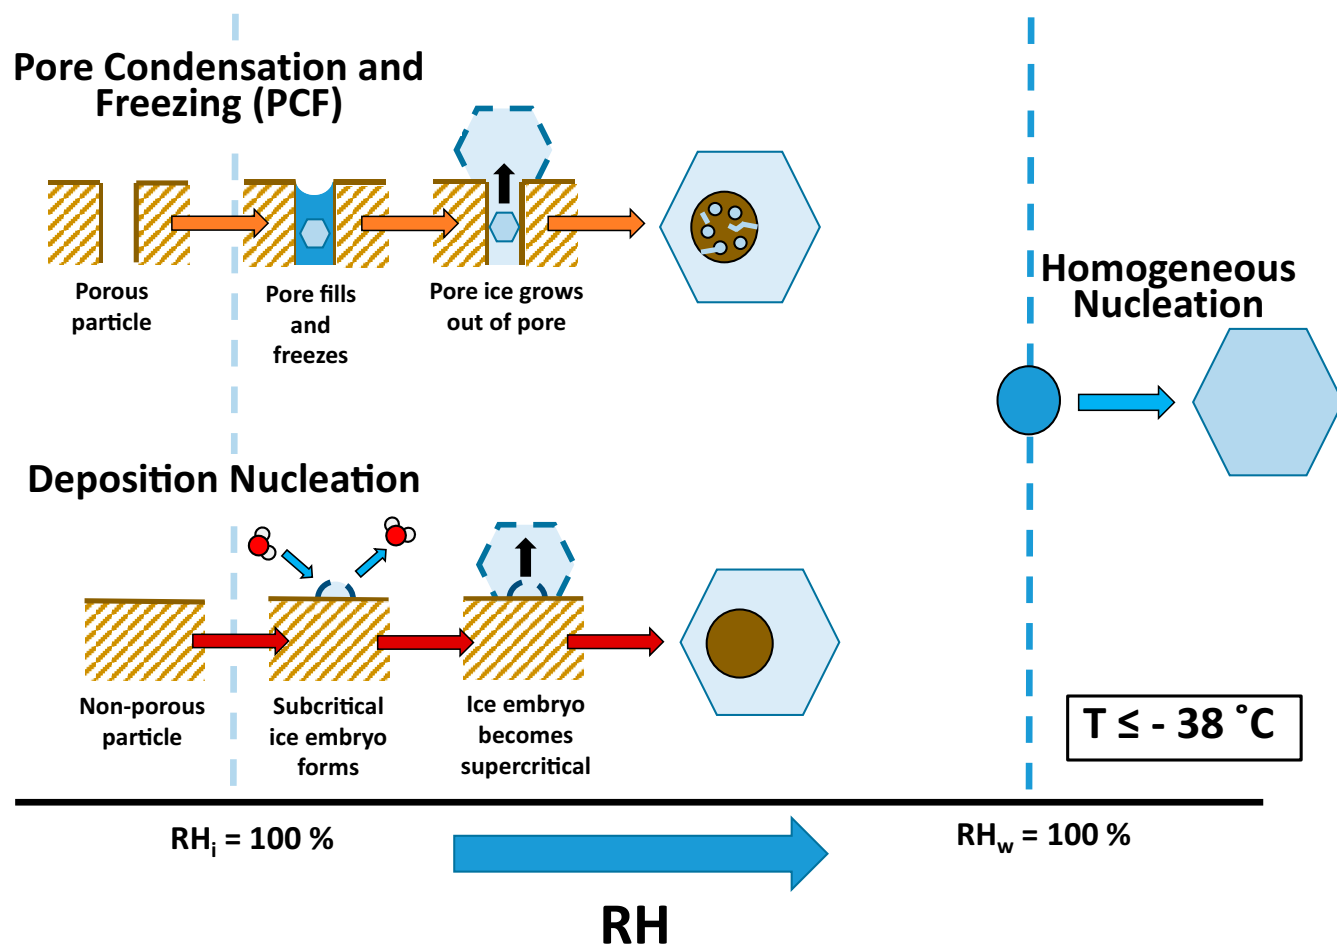 Pore Condensation and
Freezing (PCF)
Porous
particle
Pore fills
and
freezes
Pore ice grows
out of pore
Homogeneous
Nucleation
Deposition Nucleation
Non-porous
particle
Subcritical
ice embryo
forms
Ice embryo
becomes
supercritical
T ≤ - 38 ˚C
RHi = 100 %
RHw = 100 %
RH